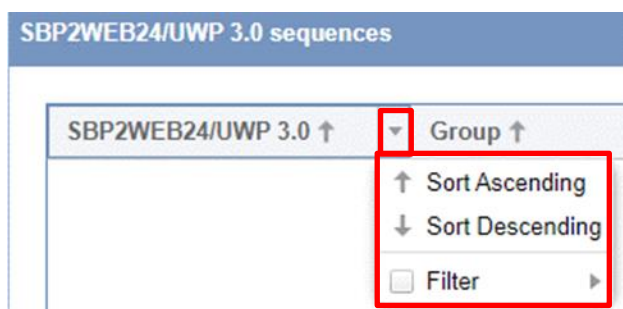 SBP2WEB24/UWP 3.0 sequences
SBP2WEB24/UWP 3.0 ↑ Group ↑
↑ Sort Ascending
↓ Sort Descending
Filter